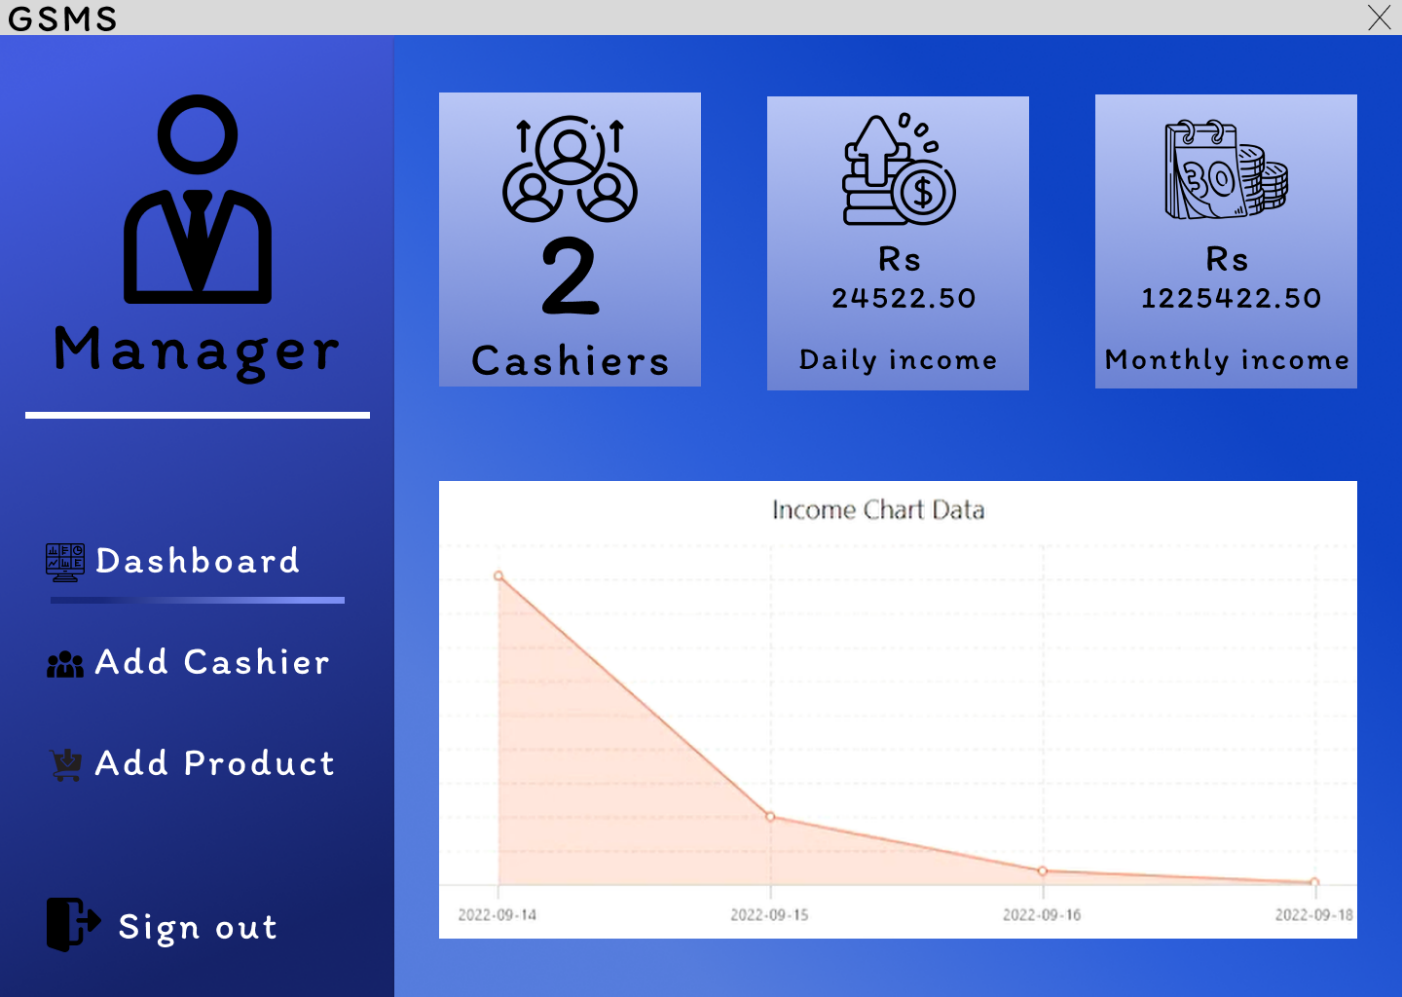 GSMS
Manager
Dashboard
Add Cashier
Add Product
Sign out
2
Cashiers
Rs
24522.50
Daily income
30
Rs
1225422.50
Monthly income
Income Chart Data
2022-09-14 2022-09-15 2022-09-16 2022-09-18